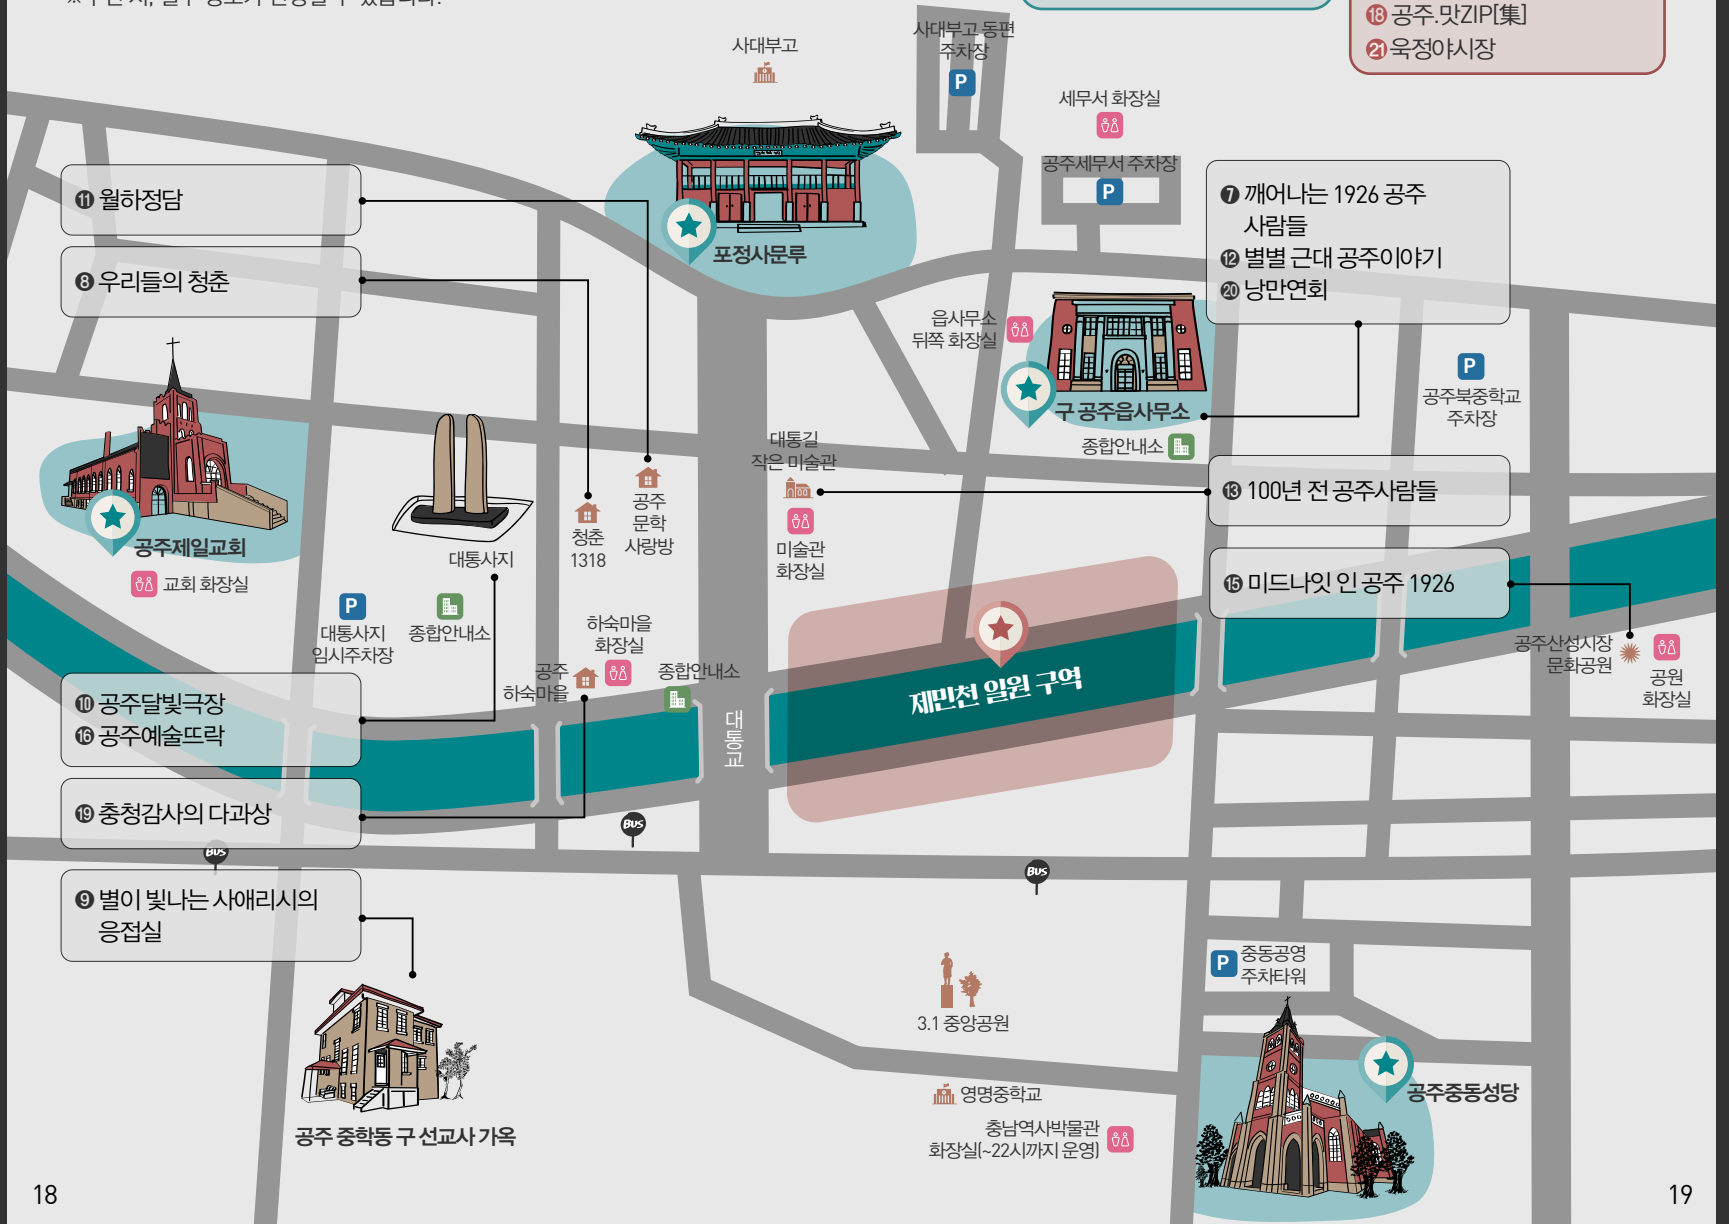 18 공주.맛ZIP[集]
21 욱정야시장
사대부고
사대부고 동편
주차장
P
세무서 화장실
공주세무서 주차장
P
11 월하정담
8 우리들의 청춘
포정사문루
7 깨어나는 1926 공주
사람들
12 별별 근대 공주이야기
20 낭만연회
읍사무소
뒤쪽 화장실
P
공주북중학교
주차장
구 공주읍사무소
종합안내소
대통길
작은 미술관
13 100년 전 공주사람들
공주
문학
사랑방
청춘
1318
미술관
화장실
공주제일교회
교회 화장실
대통사지
15 미드나잇 인 공주 1926
P
대통사지
임시주차장
종합안내소
하숙마을
화장실
공주
하숙마을
종합안내소
제민천 일원 구역
공주산성시장
문화공원
공원
화장실
10 공주달빛극장
16 공주예술뜨락
대통교
19 충청감사의 다과상
BUS
BUS
BUS
9 별이 빛나는 사애리시의
응접실
P 중동공영
주차타워
3.1 중앙공원
영명중학교
공주중동성당
충남역사박물관
화장실(~22시까지 운영)
공주 중학동 구 선교사 가옥
18
19